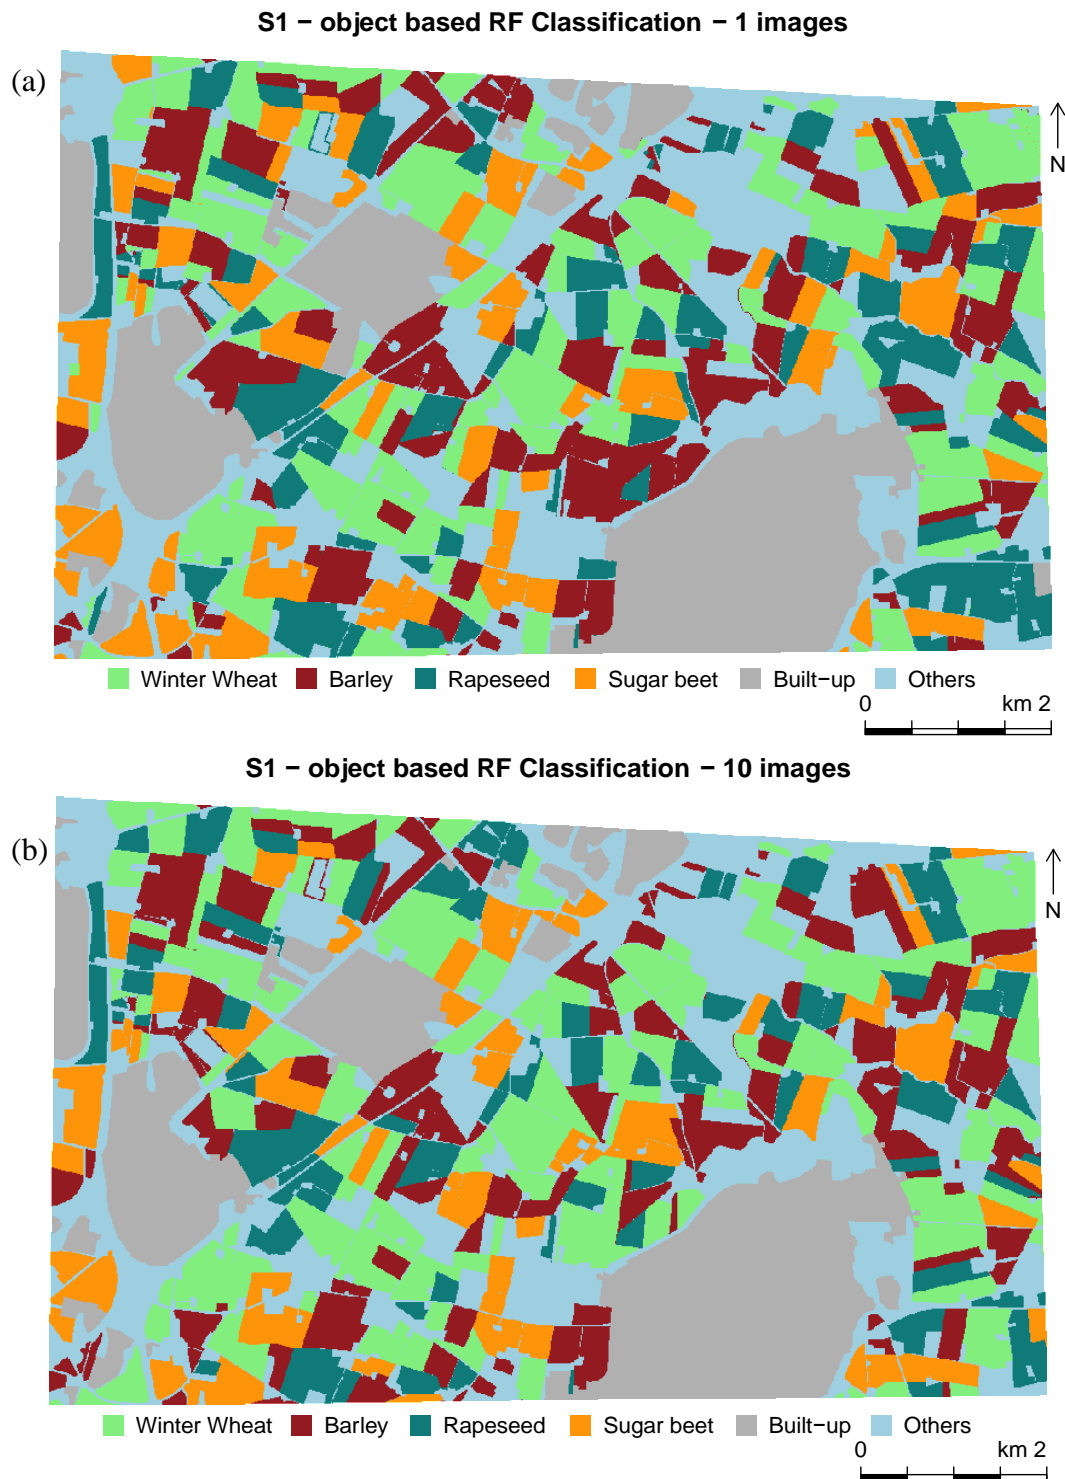 S1 − object based RF Classification − 1 images
(a)
N
Winter Wheat Barley Rapeseed Sugar beet Built−up Others
0 km 2
S1 − object based RF Classification − 10 images
(b)
N
Winter Wheat Barley Rapeseed Sugar beet Built−up Others
0 km 2